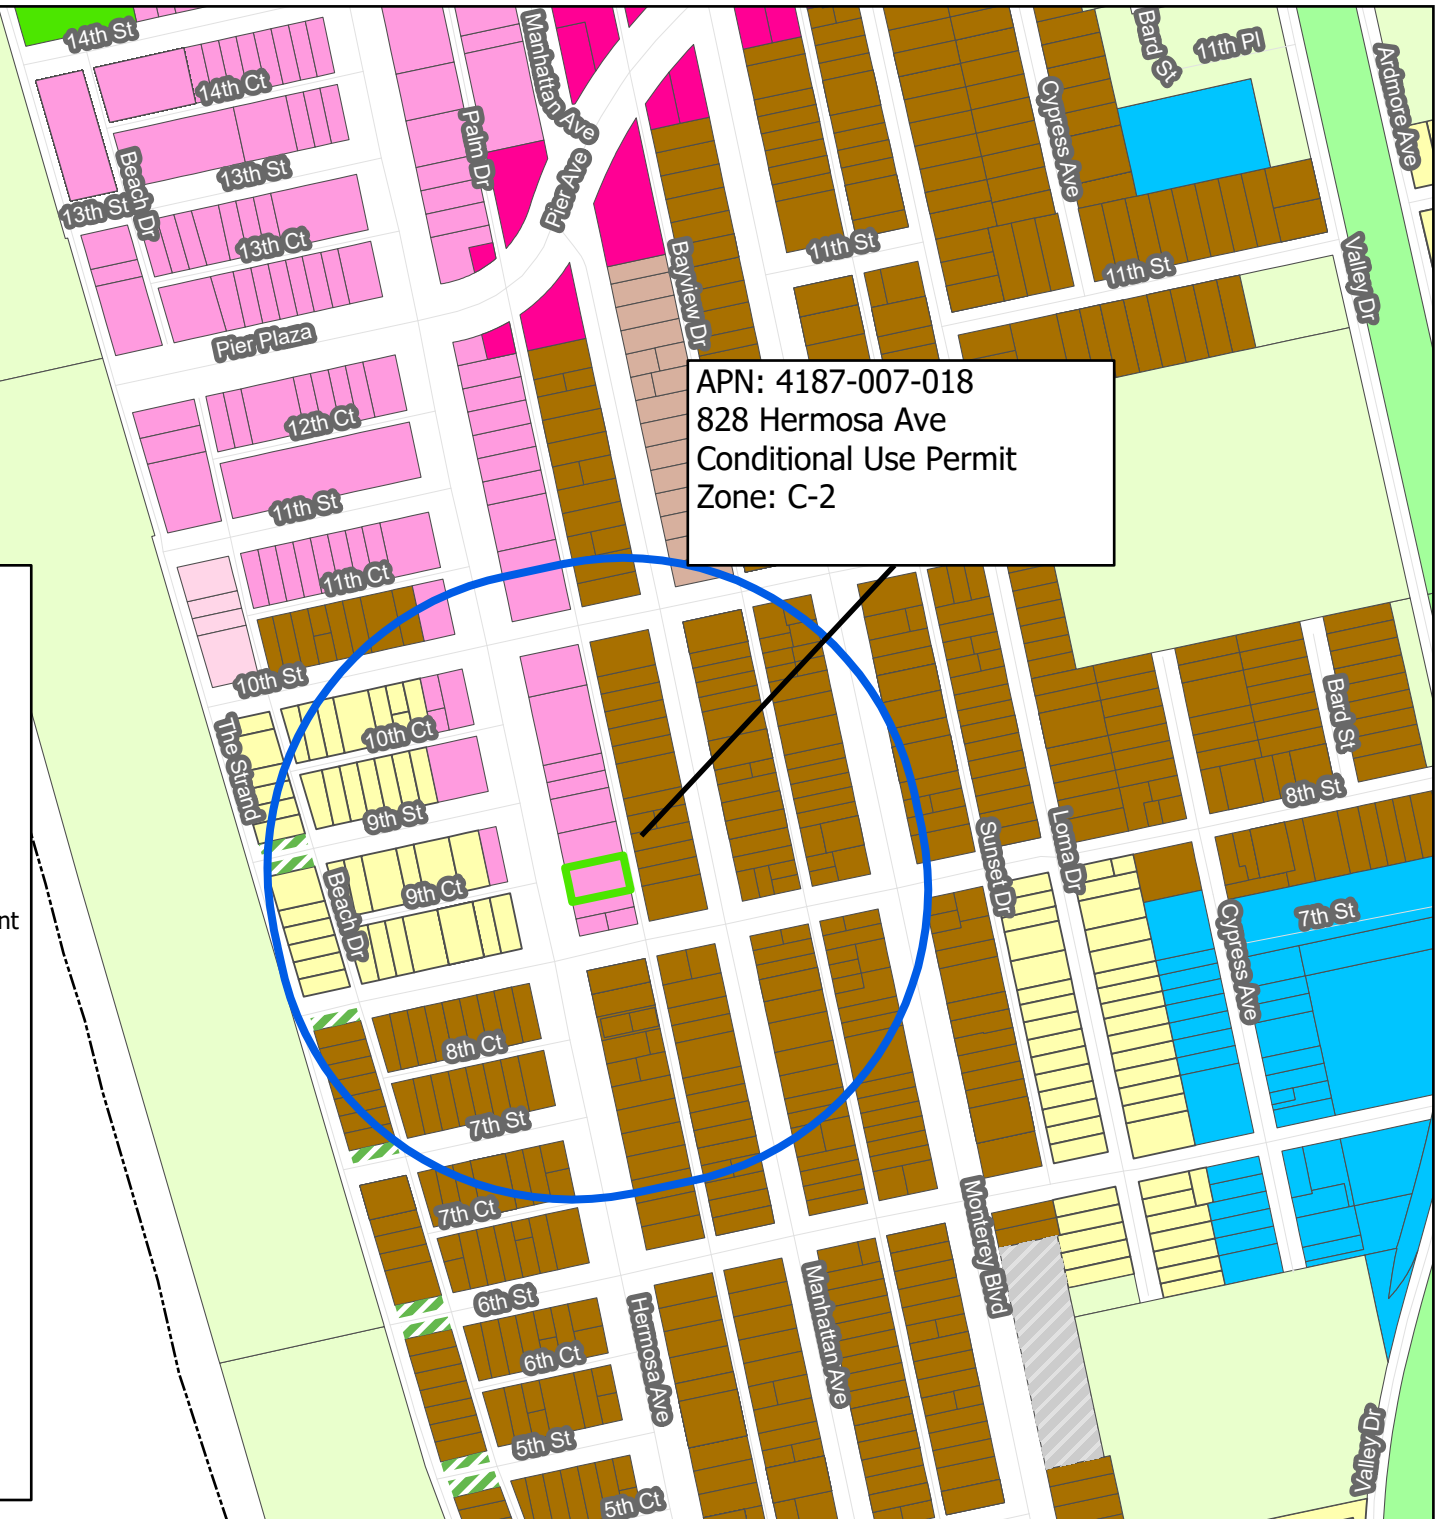 14th St
14th Ct
13th St
13th St
Beach Dr
13th Ct
Pier Plaza
Palm Dr
Manhattan Ave
Pier Ave
Bayview Dr
11th St
Cypress Ave
Bard St
11th Pl
Ardmore Ave
11th St
Valley Dr
12th Ct
11th St
11th Ct
10th St
APN: 4187-007-018
828 Hermosa Ave
Conditional Use Permit
Zone: C-2
The Strand
10th Ct
9th St
9th Ct
Beach Dr
8th Ct
7th St
7th Ct
6th St
6th Ct
5th St
5th Ct
Hermosa Ave
Manhattan Ave
Monterey Blvd
Sunset Dr
Loma Dr
Bard St
8th St
7th St
Cypress Ave
Valley Dr
nt